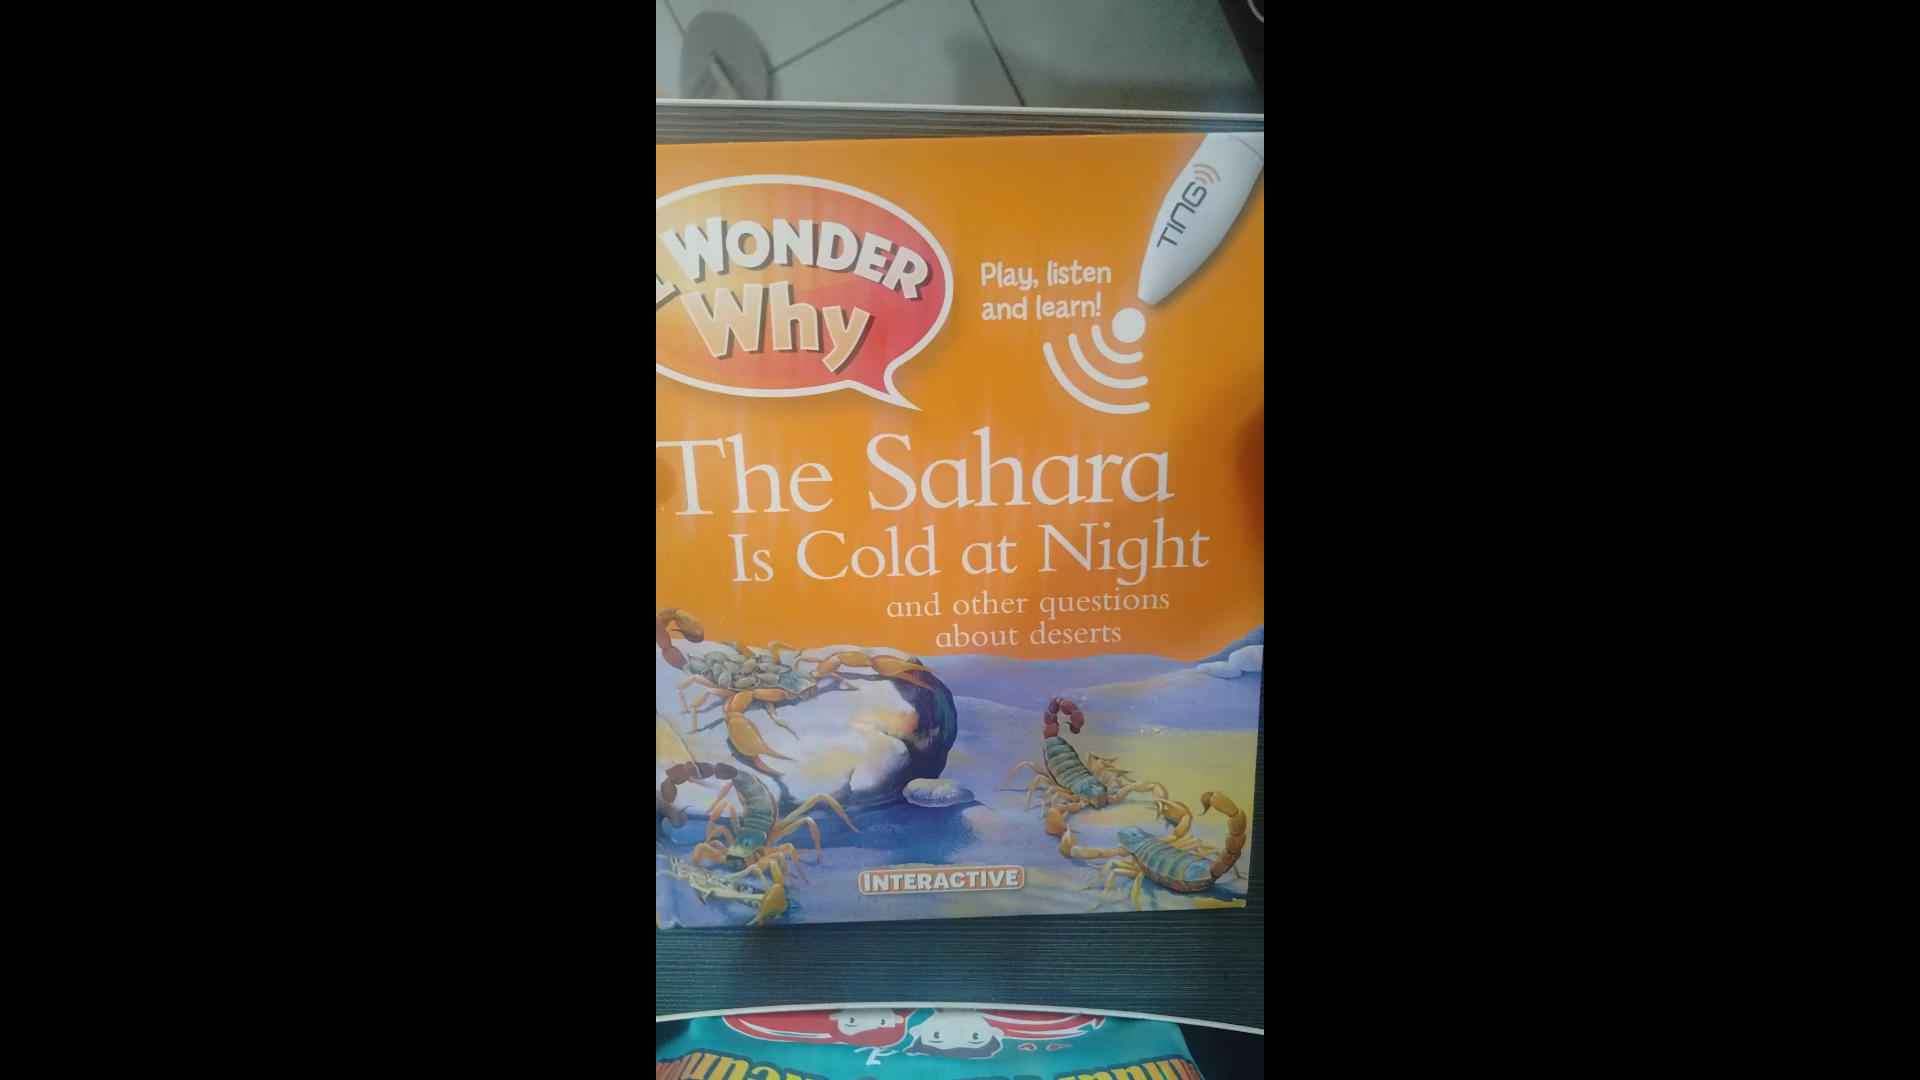 I WONDER
Why
Play, listen
and learn!
TING
The Sahara
Is Cold at Night
and other questions
about deserts
INTERACTIVE